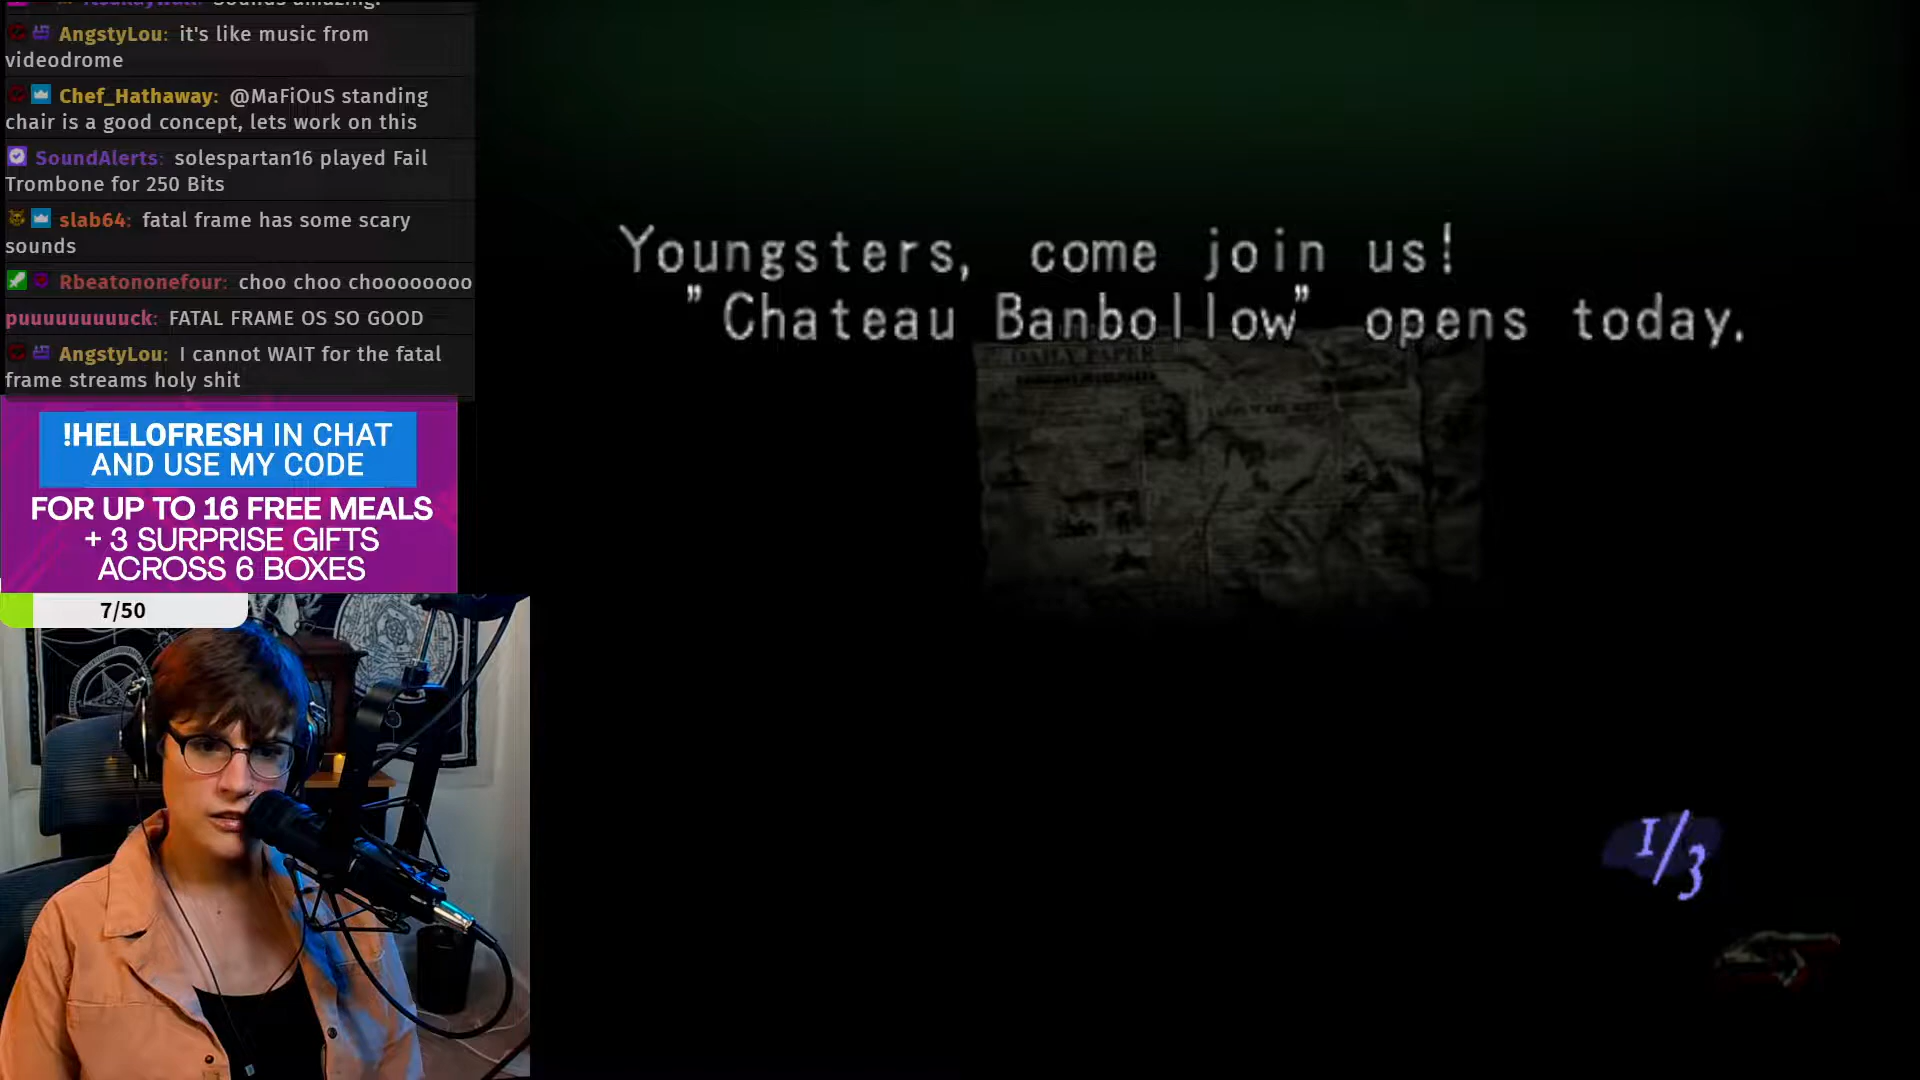 AngstyLou: it's like music from
videodrome
Chef_Hathaway: @MaFiOuS standing
chair is a good concept, lets work on this
SoundAlerts: solespartan16 played Fail
Trombone for 250 Bits
slab64: fatal frame has some scary
sounds
Rbeatononefour: choo choo choooooooo
puuuuuuuuuck: FATAL FRAME OS SO GOOD
AngstyLou: I cannot WAIT for the fatal
frame streams holy shit
!HELLOFRESH IN CHAT
AND USE MY CODE
FOR UP TO 16 FREE MEALS
+ 3 SURPRISE GIFTS
ACROSS 6 BOXES
7/50
Youngsters, come join us!
"Chateau Banbollow" opens today.
DAILY PAPER
1/3